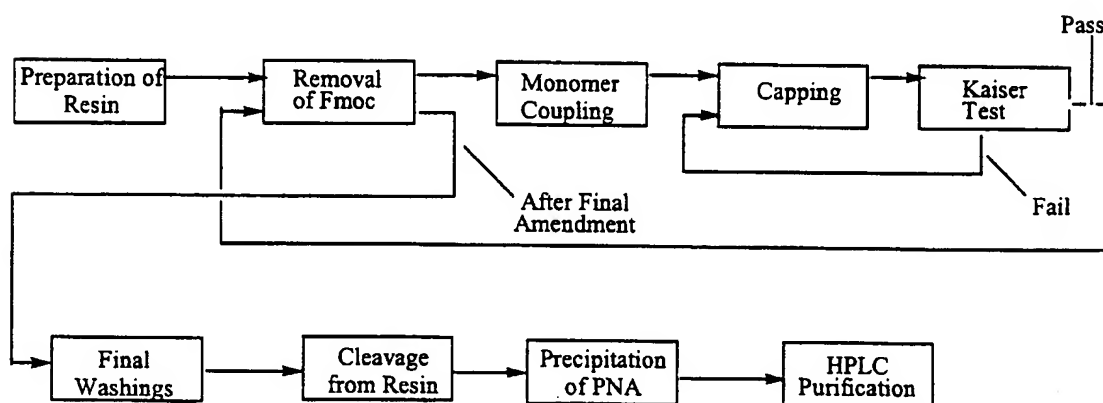 Pass
Preparation of
Resin
Removal
of Fmoc
Monomer
Coupling
Capping
Kaiser
Test
After Final
Amendment
Fail
Final
Washings
Cleavage
from Resin
Precipitation
of PNA
HPLC
Purification